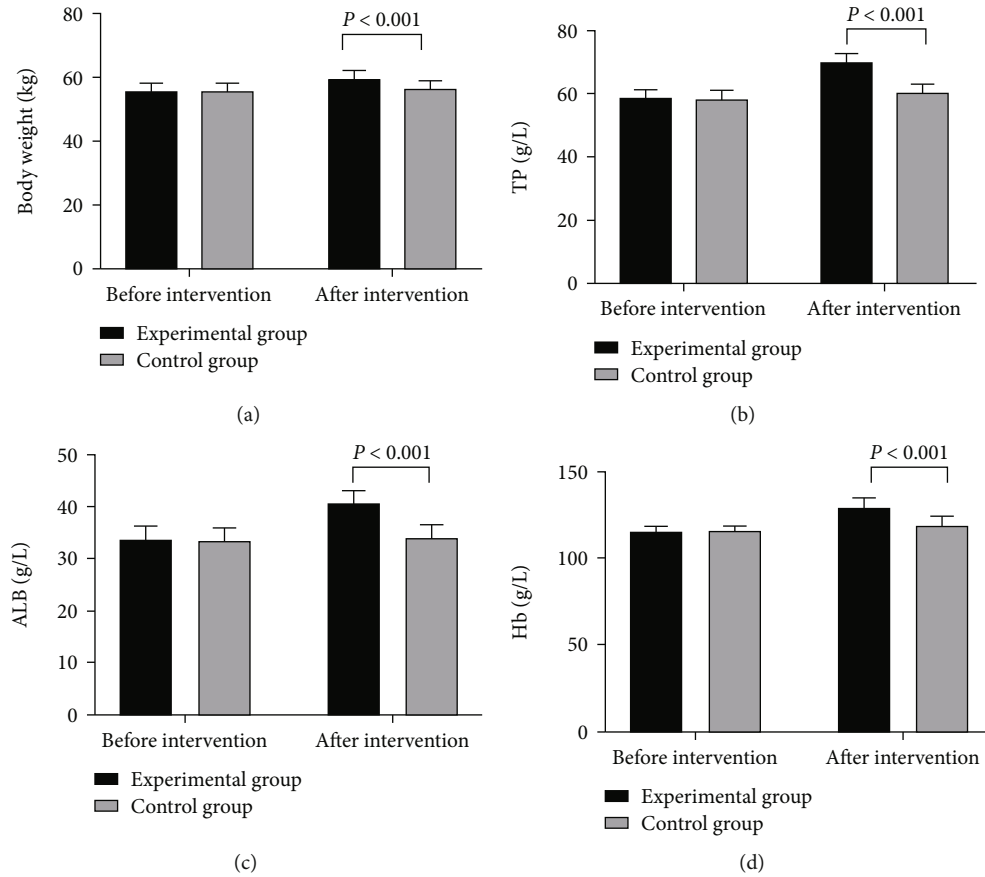 P < 0.001
Body weight (kg)
80
60
40
20
0
Before intervention
After intervention
Experimental group
Control group
(a)
P < 0.001
TP (g/L)
80
60
40
20
0
Before intervention
After intervention
Experimental group
Control group
(b)
P < 0.001
ALB (g/L)
50
40
30
20
10
0
Before intervention
After intervention
Experimental group
Control group
(c)
P < 0.001
Hb (g/L)
150
100
50
0
Before intervention
After intervention
Experimental group
Control group
(d)